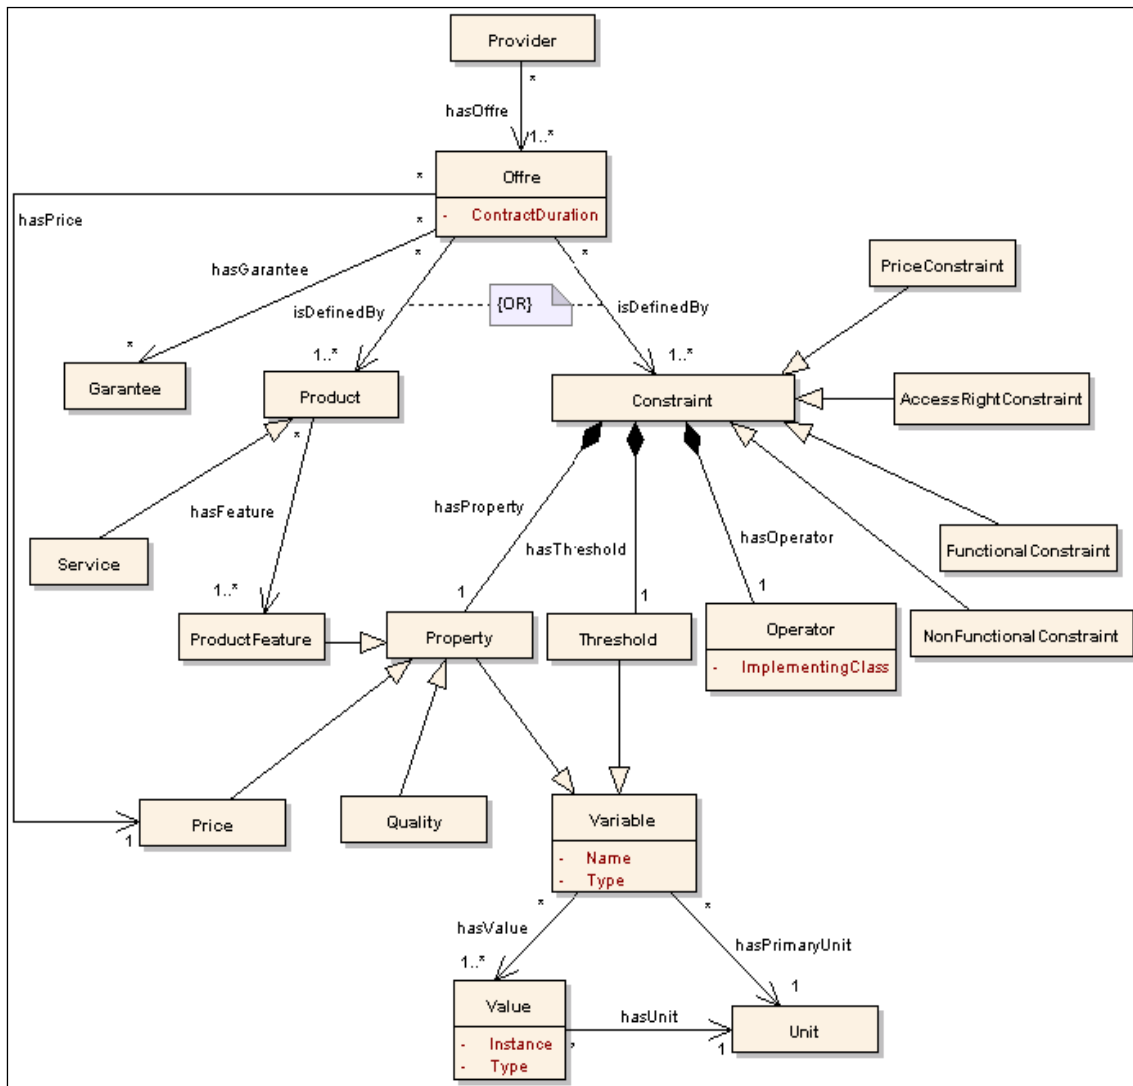 Provider
*
hasOffre
1..*
*
Offre
hasPrice
*
- ContractDuration
*
*
hasGarantee
PriceConstraint
{OR}
isDefinedBy
isDefinedBy
*
1..*
1..*
Garantee
Product
Constraint
AccessRightConstraint
*
hasProperty
hasFeature
hasThreshold
hasOperator
Service
FunctionalConstraint
1..*
1
1
1
ProductFeature
Property
Threshold
Operator
NonFunctionalConstraint
- ImplementingClass
Price
1
Quality
Variable
- Name
- Type
*
*
hasValue
hasPrimaryUnit
1..*
1
Value
hasUnit
Unit
- Instance
1
- Type